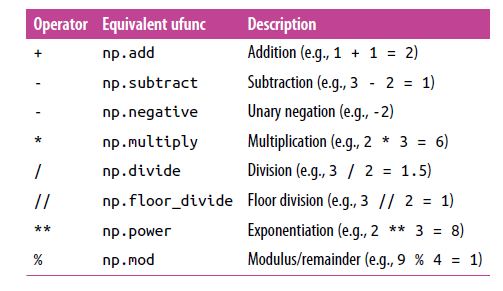 Operator Equivalent ufunc Description
+ np.add Addition (e.g., 1 + 1 = 2)
- np.subtract Subtraction (e.g., 3 - 2 = 1)
- np.negative Unary negation (e.g., -2)
* np.multiply Multiplication (e.g., 2 * 3 = 6)
/ np.divide Division (e.g., 3 / 2 = 1.5)
// np.floor_divide Floor division (e.g., 3 // 2 = 1)
** np.power Exponentiation (e.g., 2 ** 3 = 8)
% np.mod Modulus/remainder (e.g., 9 % 4 = 1)